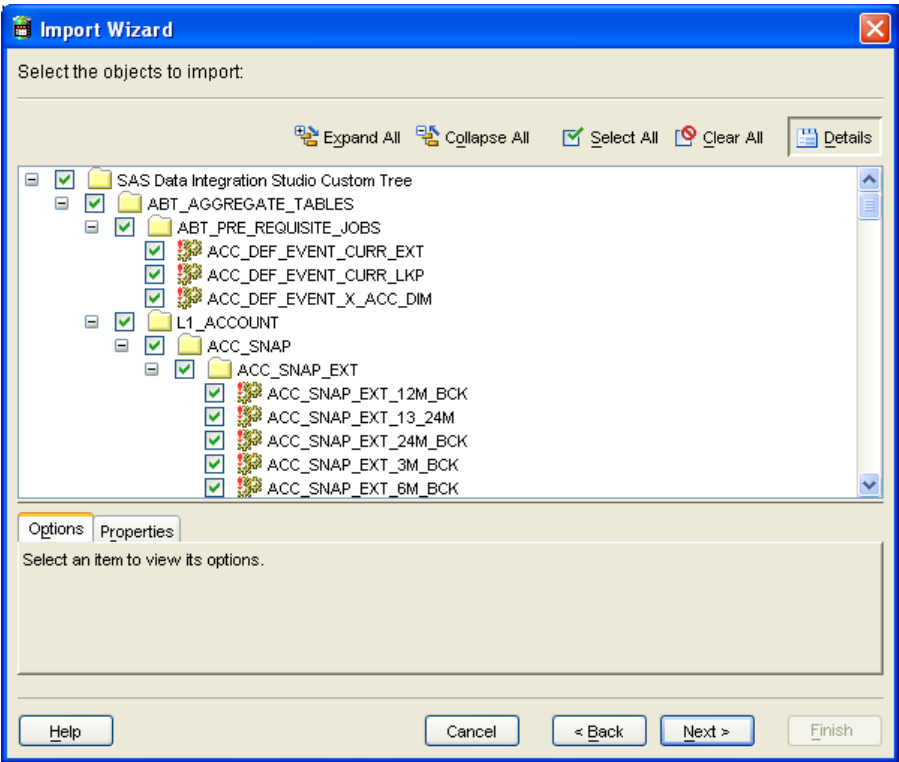 Import Wizard
Select the objects to import:
Expand All Collapse All Select All Clear All Details
SAS Data Integration Studio Custom Tree
ABT_AGGREGATE_TABLES
ABT_PRE_REQUISITE_JOBS
ACC_DEF_EVENT_CURR_EXT
ACC_DEF_EVENT_CURR_LKP
ACC_DEF_EVENT_X_ACC_DIM
L1_ACCOUNT
ACC_SNAP
ACC_SNAP_EXT
ACC_SNAP_EXT_12M_BCK
ACC_SNAP_EXT_13_24M
ACC_SNAP_EXT_24M_BCK
ACC_SNAP_EXT_3M_BCK
ACC_SNAP_EXT_6M_BCK
Options Properties
Select an item to view its options.
Help Cancel < Back Next > Finish